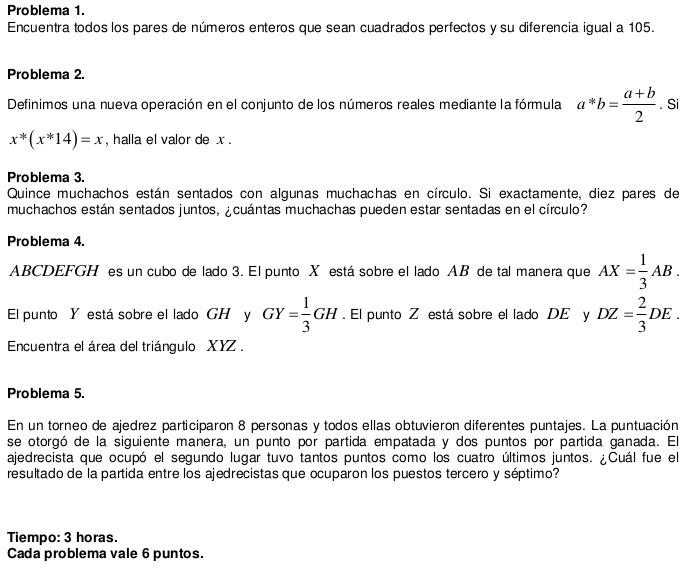 Problema 1.
Encuentra todos los pares de números enteros que sean cuadrados perfectos y su diferencia igual a 105.
Problema 2.
Definimos una nueva operación en el conjunto de los números reales mediante la fórmula a*b = \frac{a+b}{2}. Si
x*(x*14)=x, halla el valor de x.
Problema 3.
Quince muchachos están sentados con algunas muchachas en círculo. Si exactamente, diez pares de
muchachos están sentados juntos, ¿cuántas muchachas pueden estar sentadas en el círculo?
Problema 4.
ABCDEFGH es un cubo de lado 3. El punto X está sobre el lado AB de tal manera que AX = \frac{1}{3} AB.
El punto Y está sobre el lado GH y GY = \frac{1}{3} GH. El punto Z está sobre el lado DE y DZ = \frac{2}{3} DE.
Encuentra el área del triángulo XYZ.
Problema 5.
En un torneo de ajedrez participaron 8 personas y todos ellas obtuvieron diferentes puntajes. La puntuación
se otorgó de la siguiente manera, un punto por partida empatada y dos puntos por partida ganada. El
ajedrecista que ocupó el segundo lugar tuvo tantos puntos como los cuatro últimos juntos. ¿Cuál fue el
resultado de la partida entre los ajedrecistas que ocuparon los puestos tercero y séptimo?
Tiempo: 3 horas.
Cada problema vale 6 puntos.